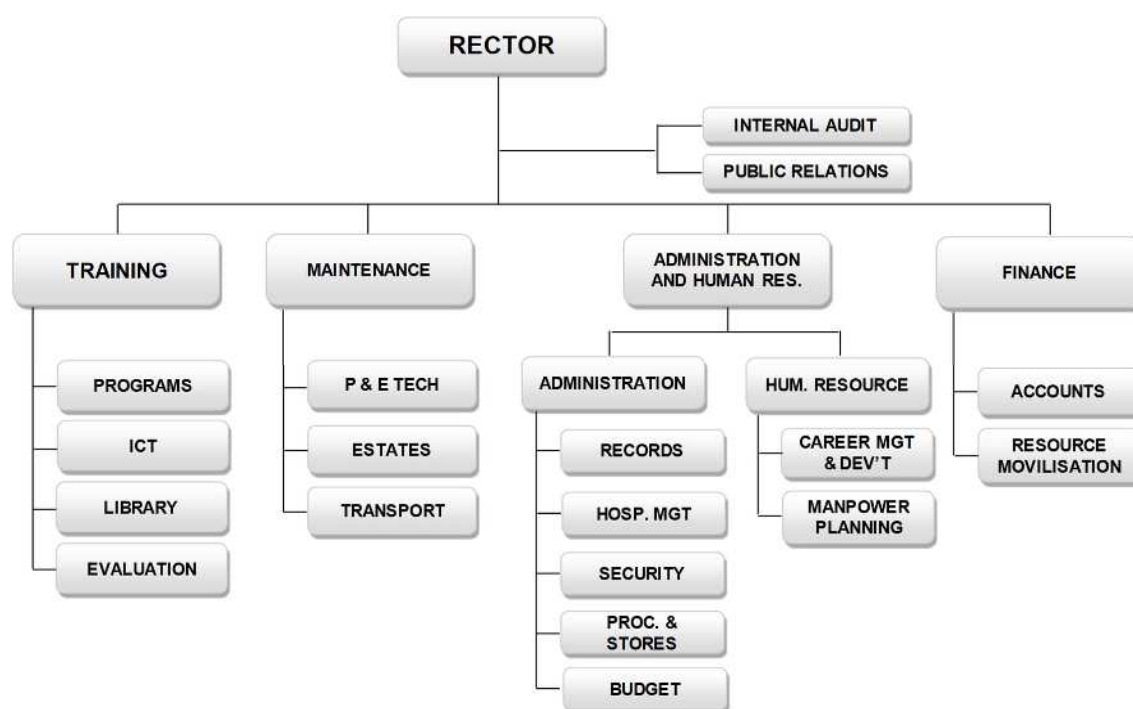 RECTOR
INTERNAL AUDIT
PUBLIC RELATIONS
TRAINING
MAINTENANCE
ADMINISTRATION
AND HUMAN RES.
FINANCE
PROGRAMS
ICT
LIBRARY
EVALUATION
P & E TECH
ESTATES
TRANSPORT
ADMINISTRATION
RECORDS
HOSP. MGT
SECURITY
PROC. &
STORES
BUDGET
HUM. RESOURCE
CAREER MGT
& DEV'T
MANPOWER
PLANNING
ACCOUNTS
RESOURCE
MOVILISATION